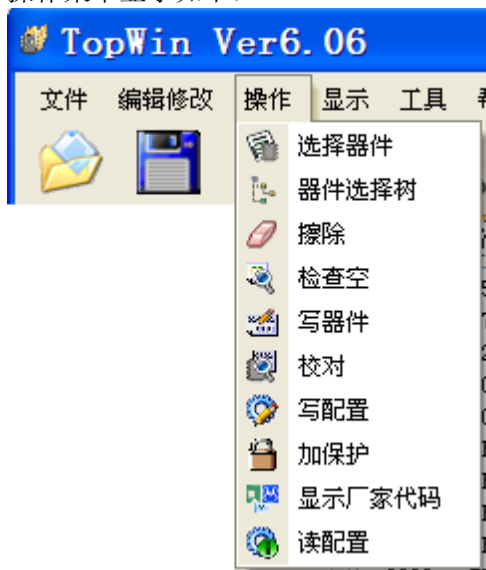 TopWin Ver6.06
文件 编辑修改 操作 显示 工具
选择器件
器件选择树
擦除
检查空
写器件
校对
写配置
加保护
显示厂家代码
读配置